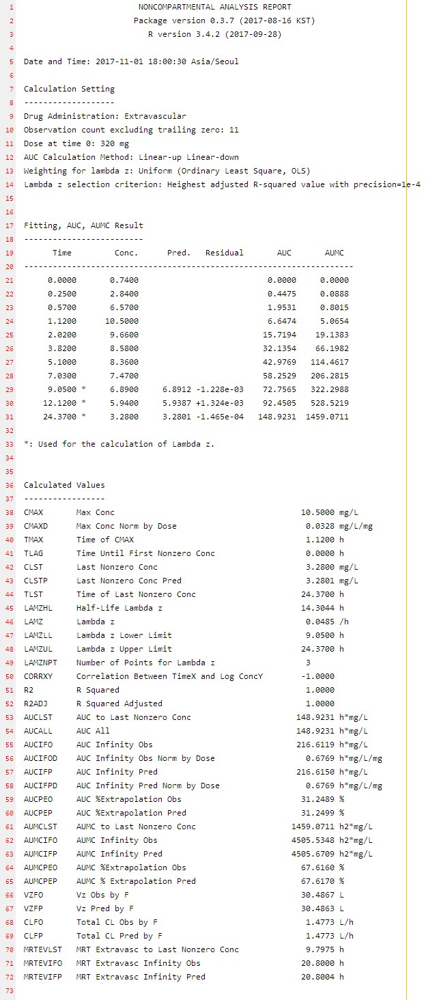 1 NONCOMPARTMENTAL ANALYSIS REPORT
2 Package version 0.3.7 (2017-08-16 KST)
3 R version 3.4.2 (2017-09-28)
4
5 Date and Time: 2017-11-01 18:00:30 Asia/Seoul
6
7 Calculation Setting
8 -------------------
9 Drug Administration: Extravascular
10 Observation count excluding trailing zero: 11
11 Dose at time 0: 320 mg
12 AUC Calculation Method: Linear-up Linear-down
13 Weighting for lambda z: Uniform (Ordinary Least Square, OLS)
14 Lambda z selection criterion: Heighest adjusted R-squared value with precision=1e-4
15
16
17 Fitting, AUC, AUMC Result
18 -------------------------
19 Time Conc. Pred. Residual AUC AUMC
20 ---------------------------------------------------------------------
21 0.0000 0.7400 0.0000 0.0000
22 0.2500 2.8400 0.4475 0.0888
23 0.5700 6.5700 1.9531 0.8015
24 1.1200 10.5000 6.6474 5.0654
25 2.0200 9.6600 15.7194 19.1383
26 3.8200 8.5800 32.1354 66.1982
27 5.1000 8.3600 42.9769 114.4617
28 7.0300 7.4700 58.2529 206.2815
29 9.0500 * 6.8900 6.8912 -1.228e-03 72.7565 322.2988
30 12.1200 * 5.9400 5.9387 +1.324e-03 92.4505 528.5219
31 24.3700 * 3.2800 3.2801 -1.465e-04 148.9231 1459.0711
32
33 *: Used for the calculation of Lambda z.
34
35
36 Calculated Values
37 -----------------
38 CMAX Max Conc 10.5000 mg/L
39 CMAXD Max Conc Norm by Dose 0.0328 mg/L/mg
40 TMAX Time of CMAX 1.1200 h
41 TLAG Time Until First Nonzero Conc 0.0000 h
42 CLST Last Nonzero Conc 3.2800 mg/L
43 CLSTP Last Nonzero Conc Pred 3.2801 mg/L
44 TLST Time of Last Nonzero Conc 24.3700 h
45 LAMZHL Half-Life Lambda z 14.3044 h
46 LAMZ Lambda z 0.0485 /h
47 LAMZLL Lambda z Lower Limit 9.0500 h
48 LAMZUL Lambda z Upper Limit 24.3700 h
49 LAMZNPT Number of Points for Lambda z 3
50 CORRXY Correlation Between TimeX and Log ConcY -1.0000
51 R2 R Squared 1.0000
52 R2ADJ R Squared Adjusted 1.0000
53 AUCLST AUC to Last Nonzero Conc 148.9231 h*mg/L
54 AUCALL AUC All 148.9231 h*mg/L
55 AUCIFO AUC Infinity Obs 216.6119 h*mg/L
56 AUCIFOD AUC Infinity Obs Norm by Dose 0.6769 h*mg/L/mg
57 AUCIFP AUC Infinity Pred 216.6150 h*mg/L
58 AUCIFPD AUC Infinity Pred Norm by Dose 0.6769 h*mg/L/mg
59 AUCPEO AUC %Extrapolation Obs 31.2489 %
60 AUCPEP AUC %Extrapolation Pred 31.2499 %
61 AUMCLST AUMC to Last Nonzero Conc 1459.0711 h2*mg/L
62 AUMCIFO AUMC Infinity Obs 4505.5348 h2*mg/L
63 AUMCIFP AUMC Infinity Pred 4505.6709 h2*mg/L
64 AUMCPEO AUMC %Extrapolation Obs 67.6160 %
65 AUMCPEP AUMC % Extrapolation Pred 67.6170 %
66 VZFO Vz Obs by F 30.4867 L
67 VZFP Vz Pred by F 30.4863 L
68 CLFO Total CL Obs by F 1.4773 L/h
69 CLFP Total CL Pred by F 1.4773 L/h
70 MRTEVLST MRT Extravasc to Last Nonzero Conc 9.7975 h
71 MRTEVIFO MRT Extravasc Infinity Obs 20.8000 h
72 MRTEVIFP MRT Extravasc Infinity Pred 20.8004 h
73